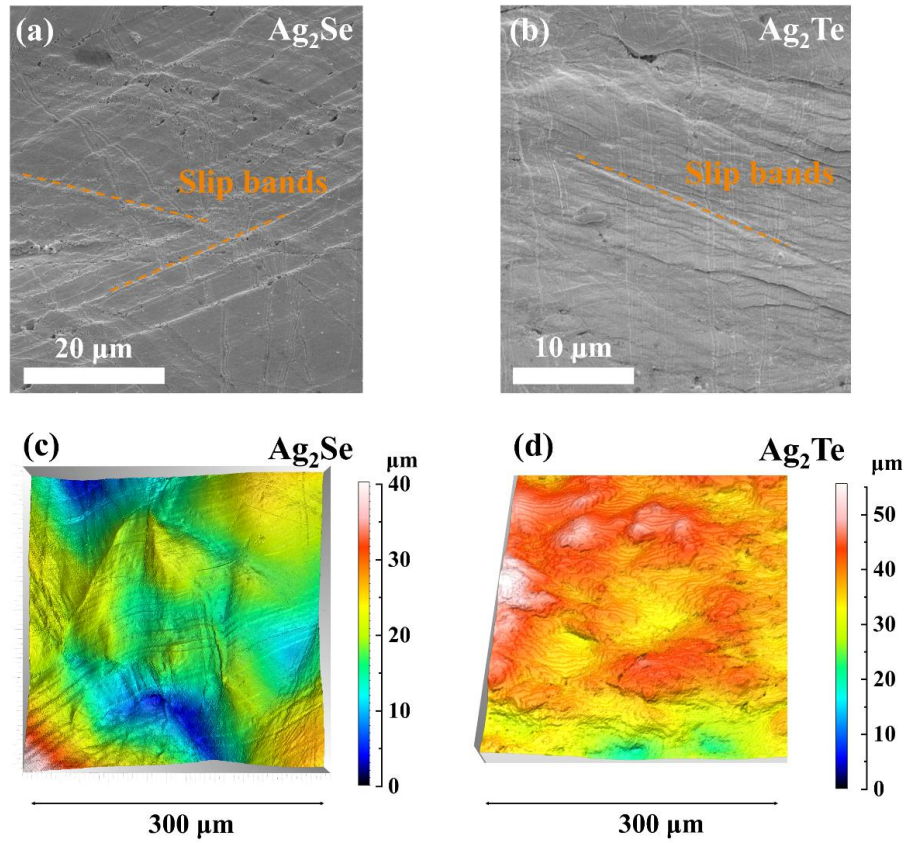 (a) Ag₂Se
Slip bands
20 μm
(b) Ag₂Te
Slip bands
10 μm
(c) Ag₂Se
μm
40
30
20
10
0
300 μm
(d) Ag₂Te
μm
50
40
30
20
10
0
300 μm